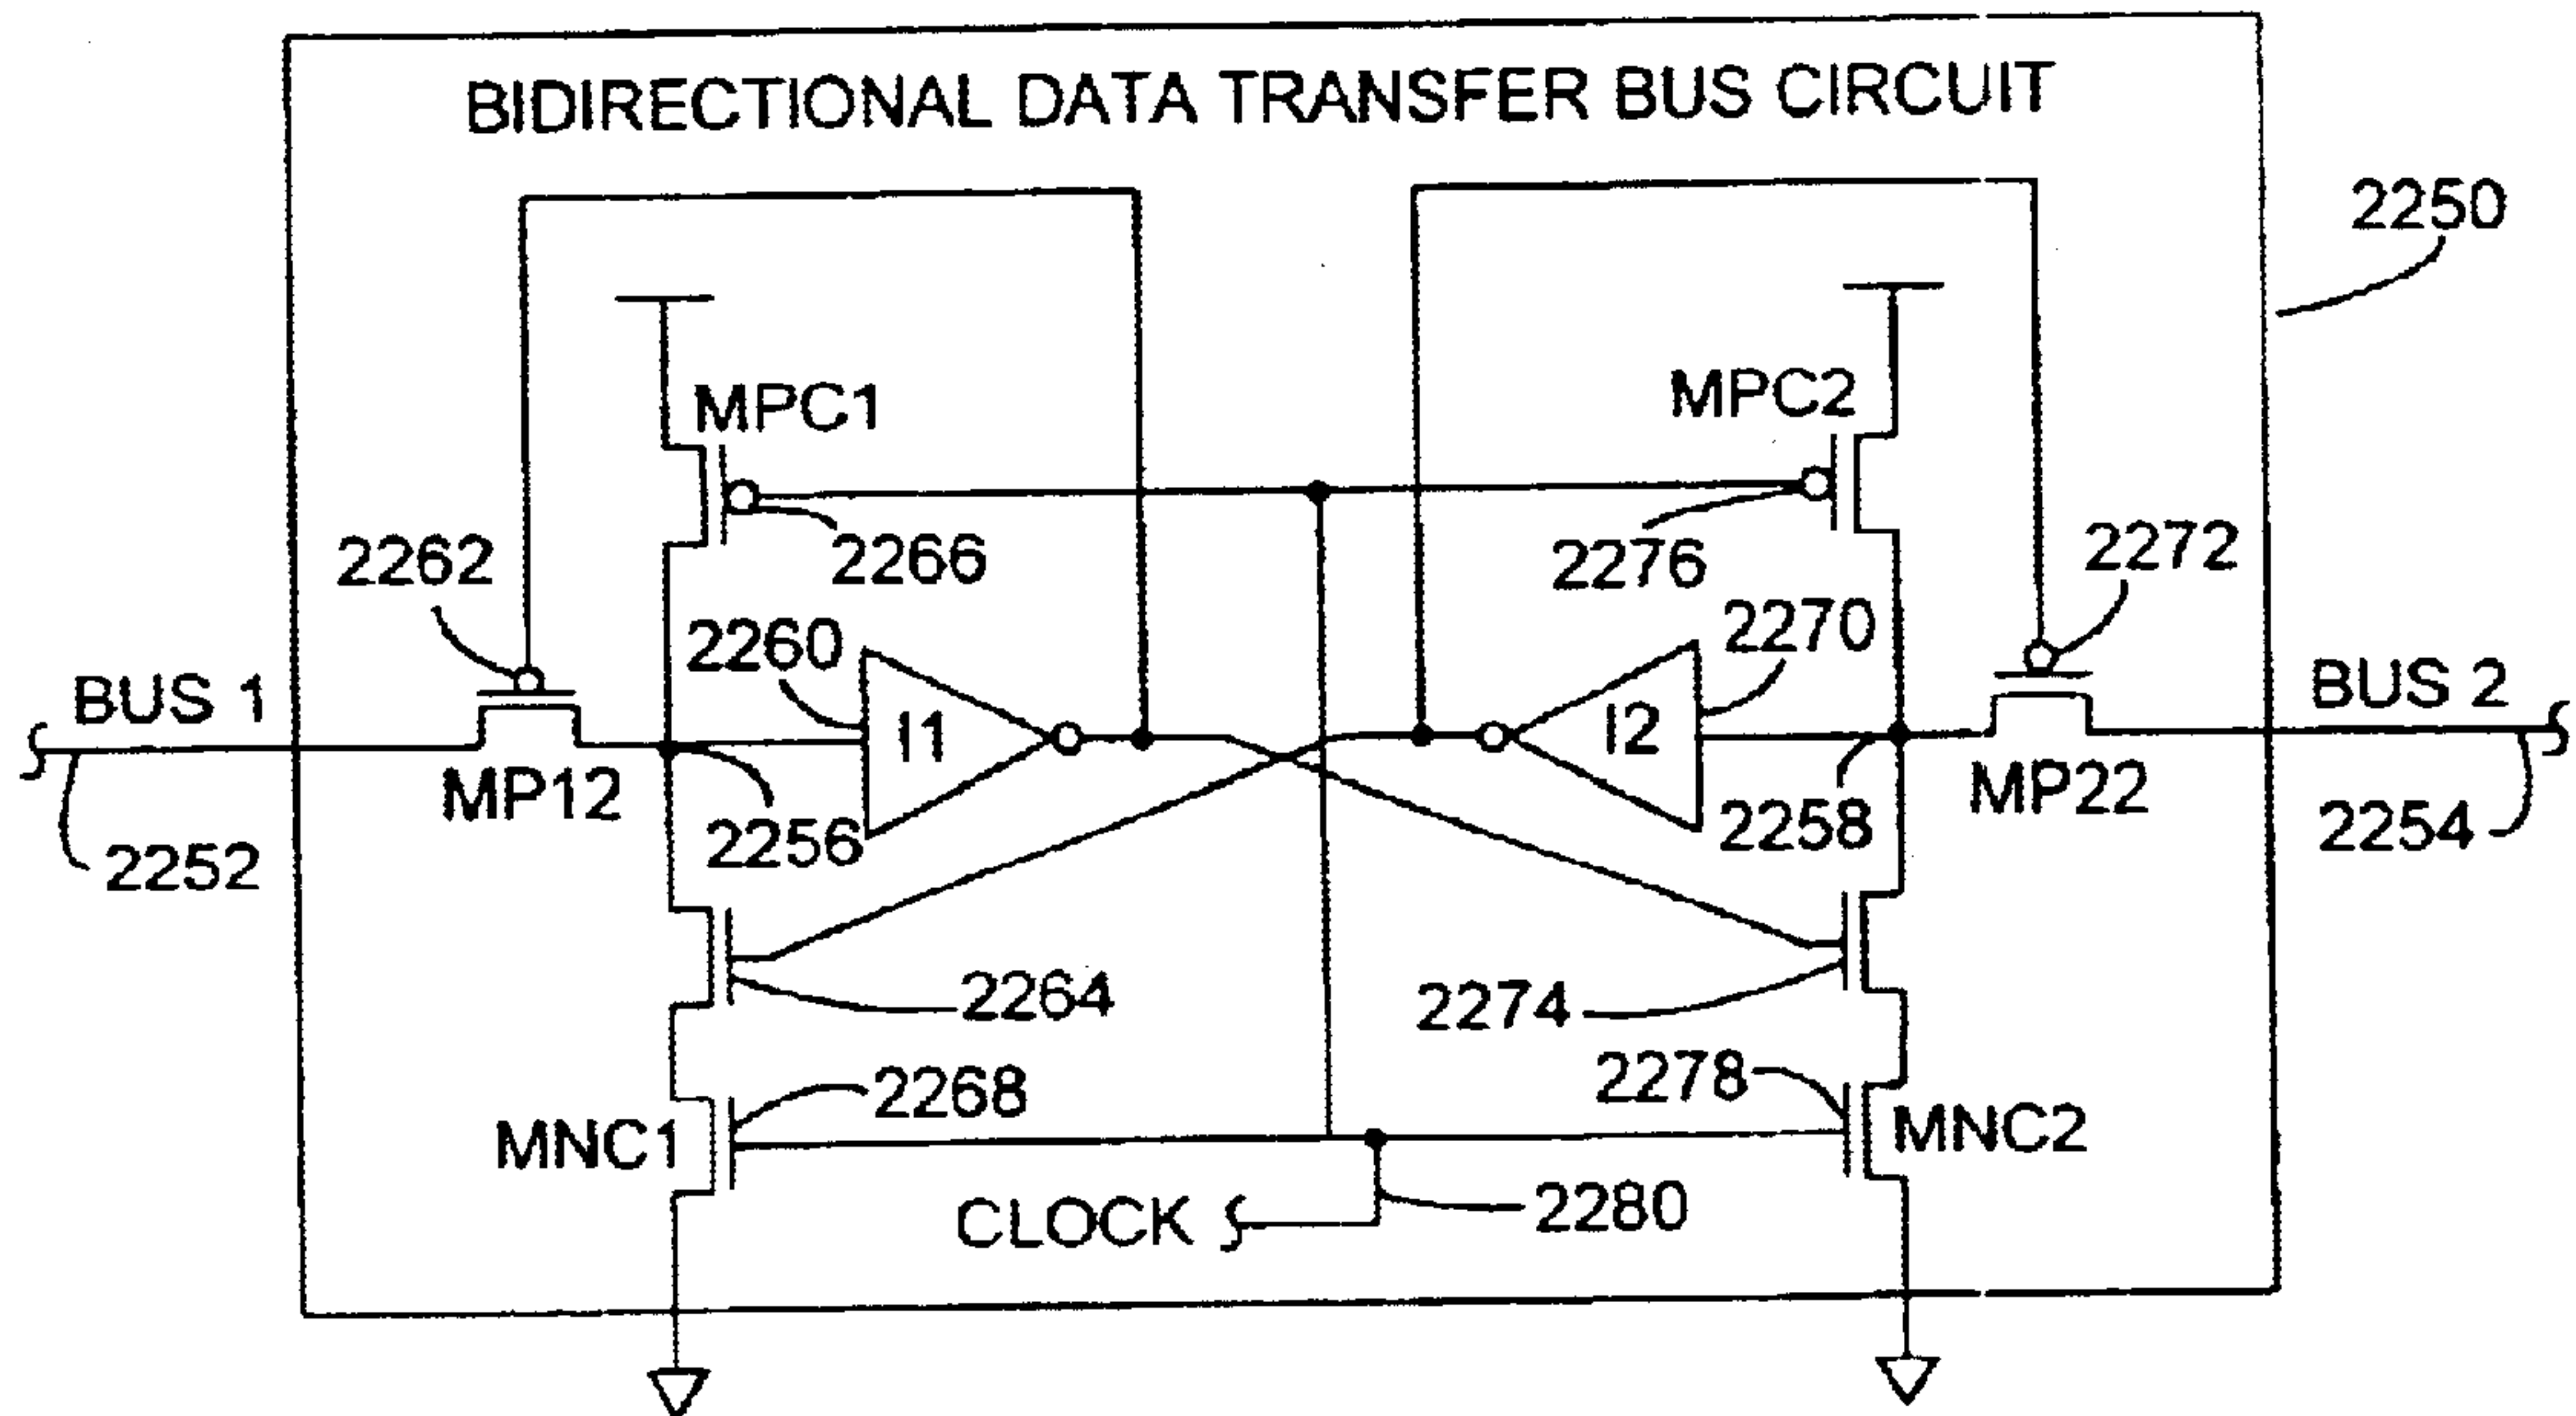 BIDIRECTIONAL DATA TRANSFER BUS CIRCUIT
2250
MPC1
MPC2
2262
2266
2276
2272
2260
2270
BUS 1
I1
I2
BUS 2
MP12
2256
2258
MP22
2252
2254
2264
2274
2268
2278
MNC1
MNC2
CLOCK
2280